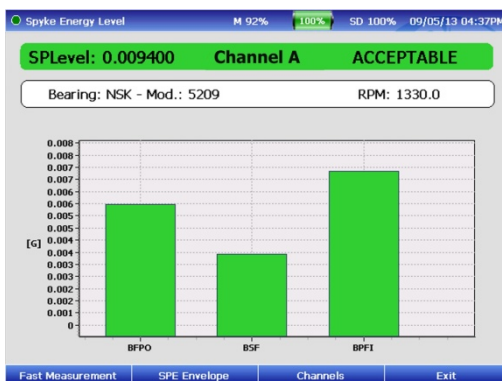 Spyke Energy Level M 92% 100% SD 100% 09/05/13 04:37PM
SPLevel: 0.009400 Channel A ACCEPTABLE
Bearing: NSK - Mod.: 5209 RPM: 1330.0
0.008
0.008
0.007
0.007
0.006
0.006
0.005
0.005
[G] 0.004
0.004
0.003
0.003
0.002
0.002
0.001
0
BFPO BSF BPFI
Fast Measurement SPE Envelope Channels Exit